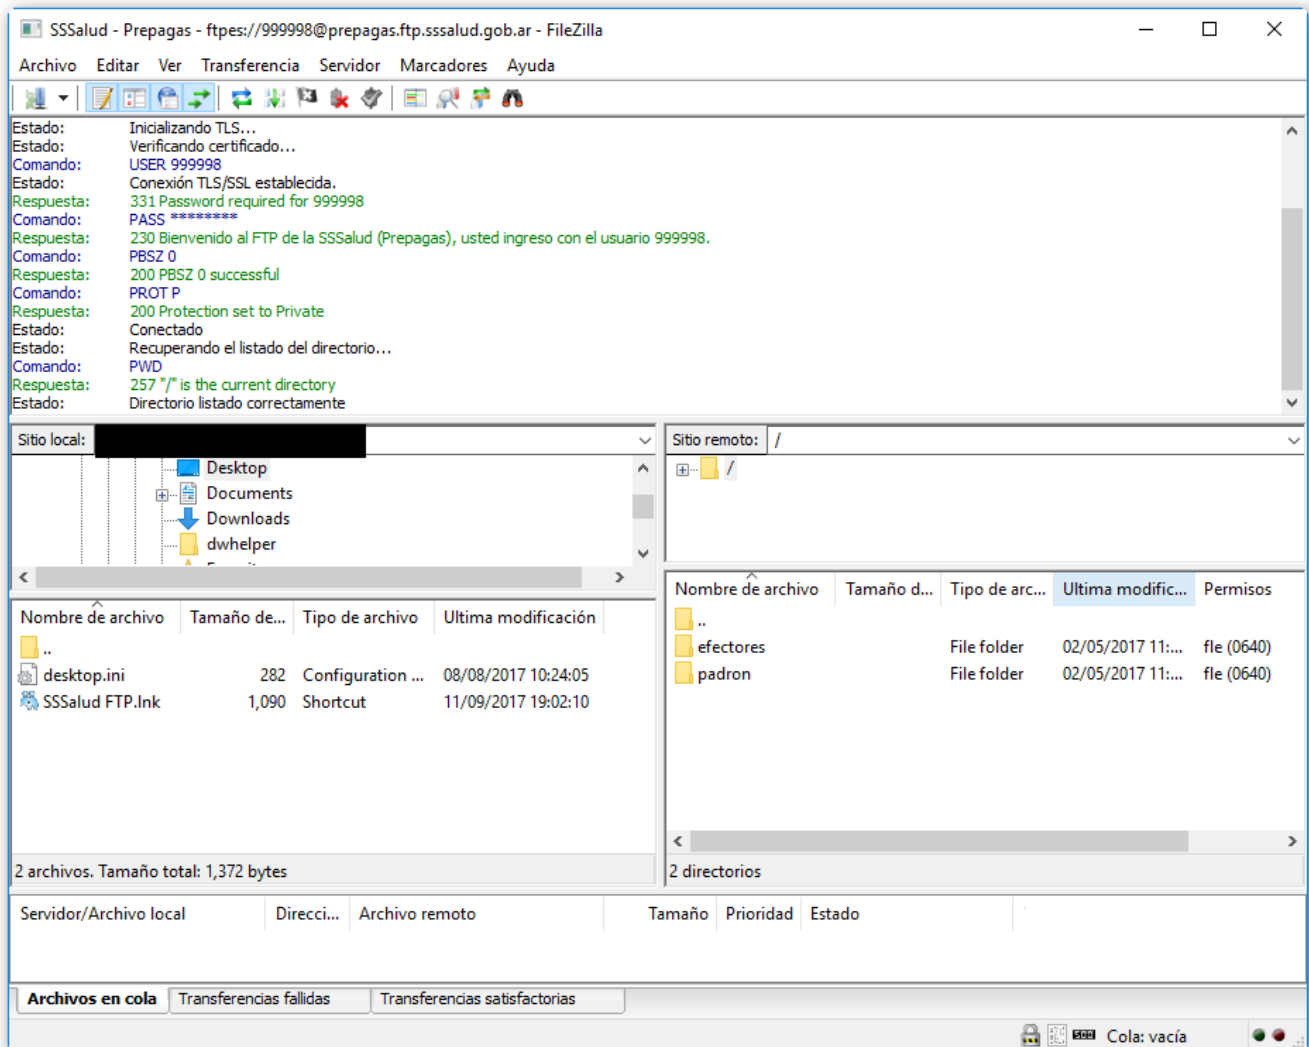 SSSalud - Prepagas - ftpes://999998@prepagas.ftp.sssalud.gob.ar - FileZilla
Archivo Editar Ver Transferencia Servidor Marcadores Ayuda
Estado: Inicializando TLS...
Estado: Verificando certificado...
Comando: USER 999998
Estado: Conexión TLS/SSL establecida.
Respuesta: 331 Password required for 999998
Comando: PASS ********
Respuesta: 230 Bienvenido al FTP de la SSSalud (Prepagas), usted ingreso con el usuario 999998.
Comando: PBSZ 0
Respuesta: 200 PBSZ 0 successful
Comando: PROT P
Respuesta: 200 Protection set to Private
Estado: Conectado
Estado: Recuperando el listado del directorio...
Comando: PWD
Respuesta: 257 "/" is the current directory
Estado: Directorio listado correctamente
Sitio local:
Desktop
Documents
Downloads
dwhelper
Nombre de archivo Tamaño de... Tipo de archivo Ultima modificación
..
desktop.ini 282 Configuration ... 08/08/2017 10:24:05
SSSalud FTP.lnk 1,090 Shortcut 11/09/2017 19:02:10
2 archivos. Tamaño total: 1,372 bytes
Sitio remoto: /
/
Nombre de archivo Tamaño d... Tipo de arc... Ultima modific... Permisos
..
efectores File folder 02/05/2017 11:... fle (0640)
padron File folder 02/05/2017 11:... fle (0640)
2 directorios
Servidor/Archivo local Direcci... Archivo remoto Tamaño Prioridad Estado
Archivos en cola Transferencias fallidas Transferencias satisfactorias
Cola: vacía